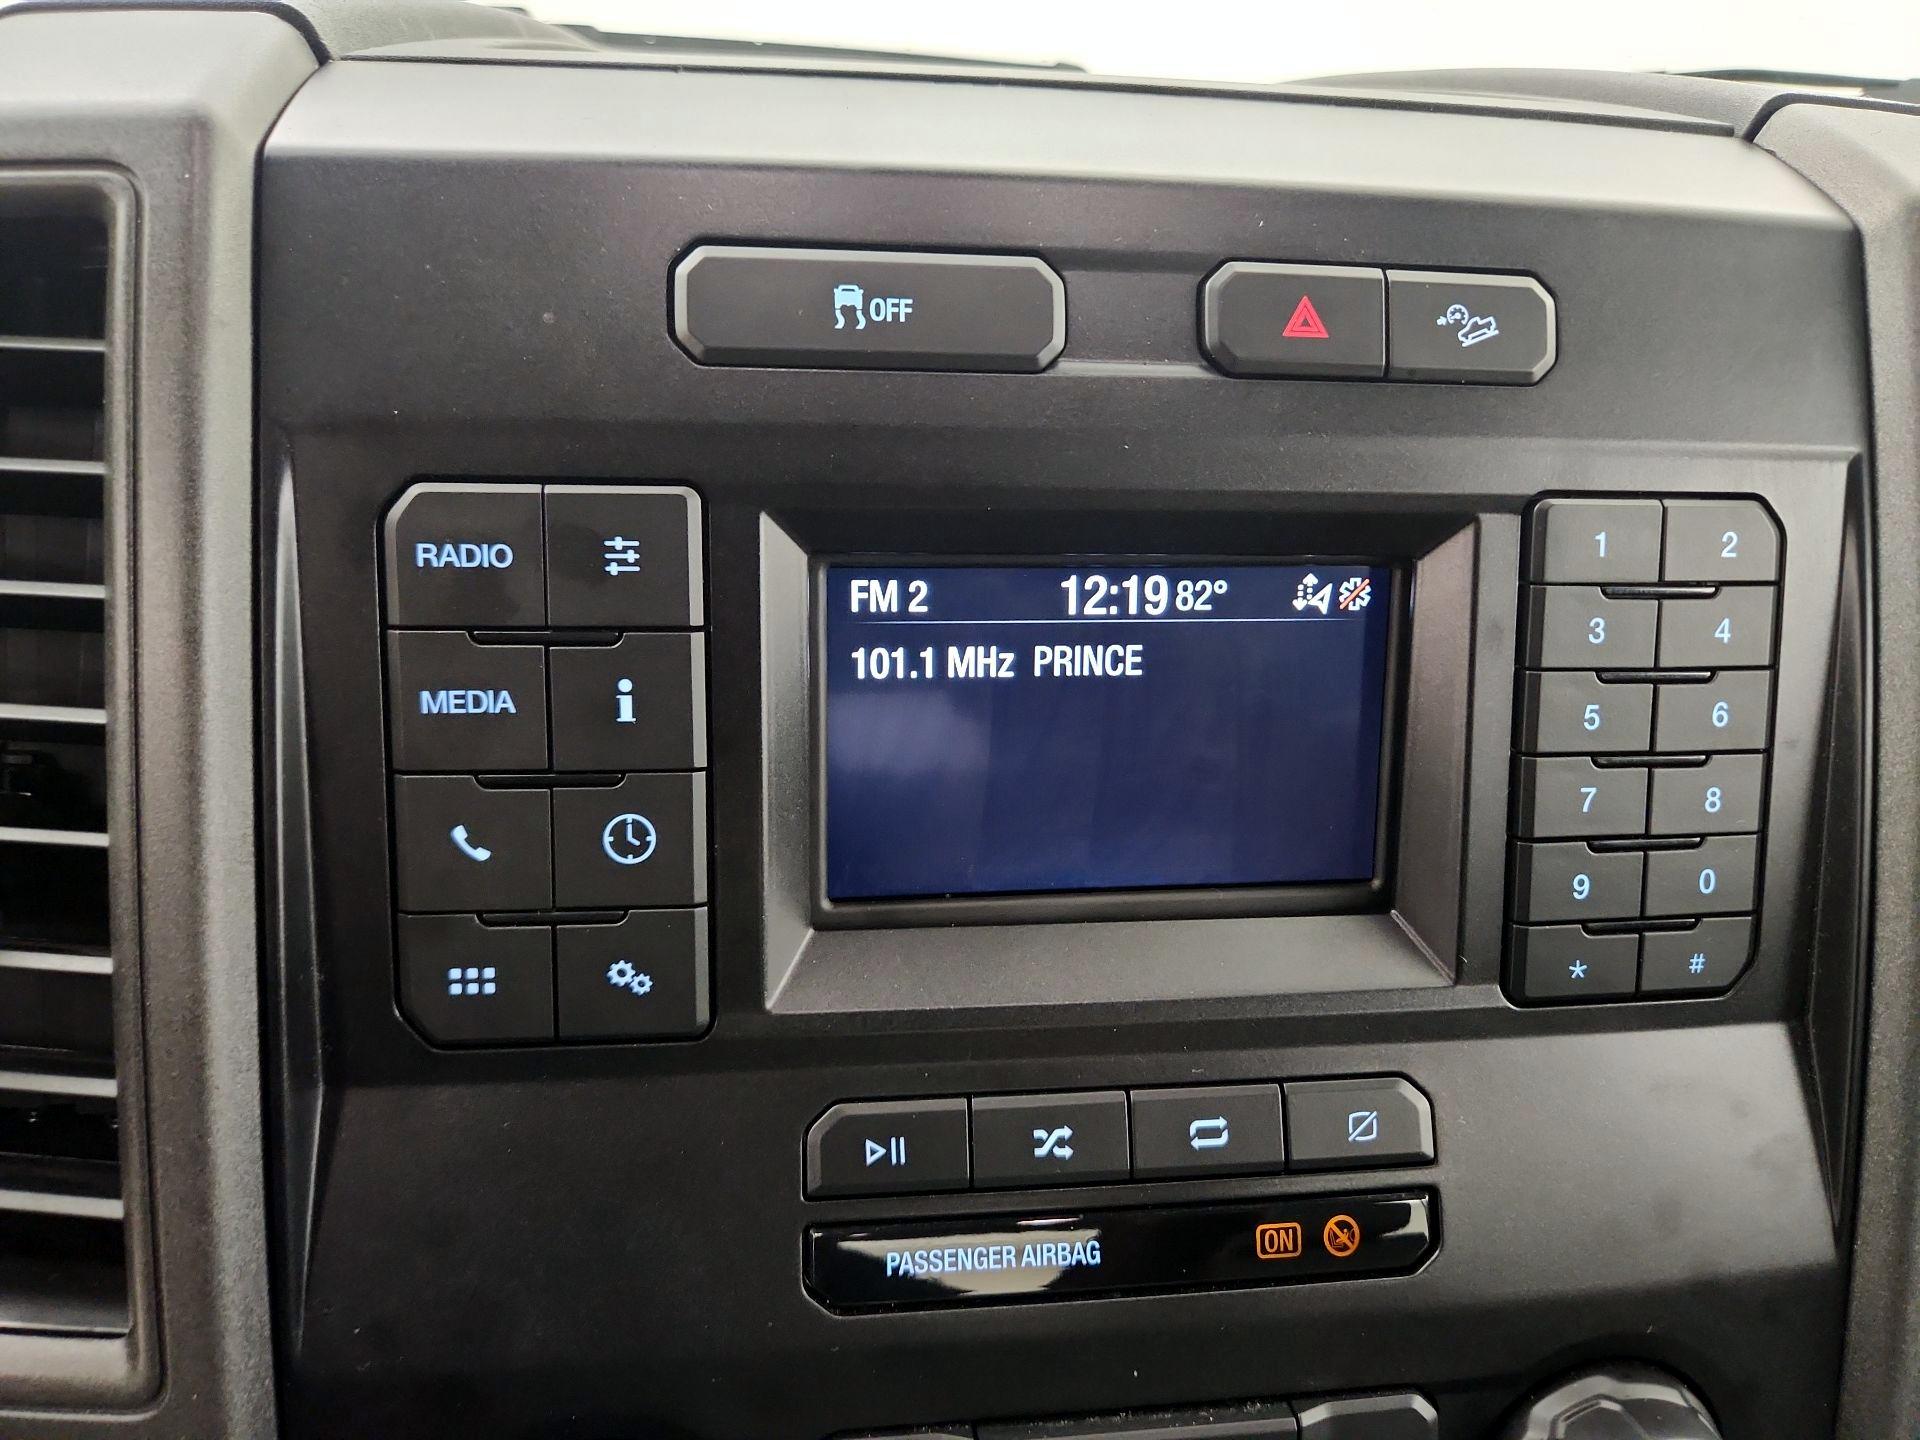 OFF
RADIO
MEDIA
FM 2 12:19 82°
101.1 MHz PRINCE
1 2
3 4
5 6
7 8
9 0
* #
PASSENGER AIRBAG ON